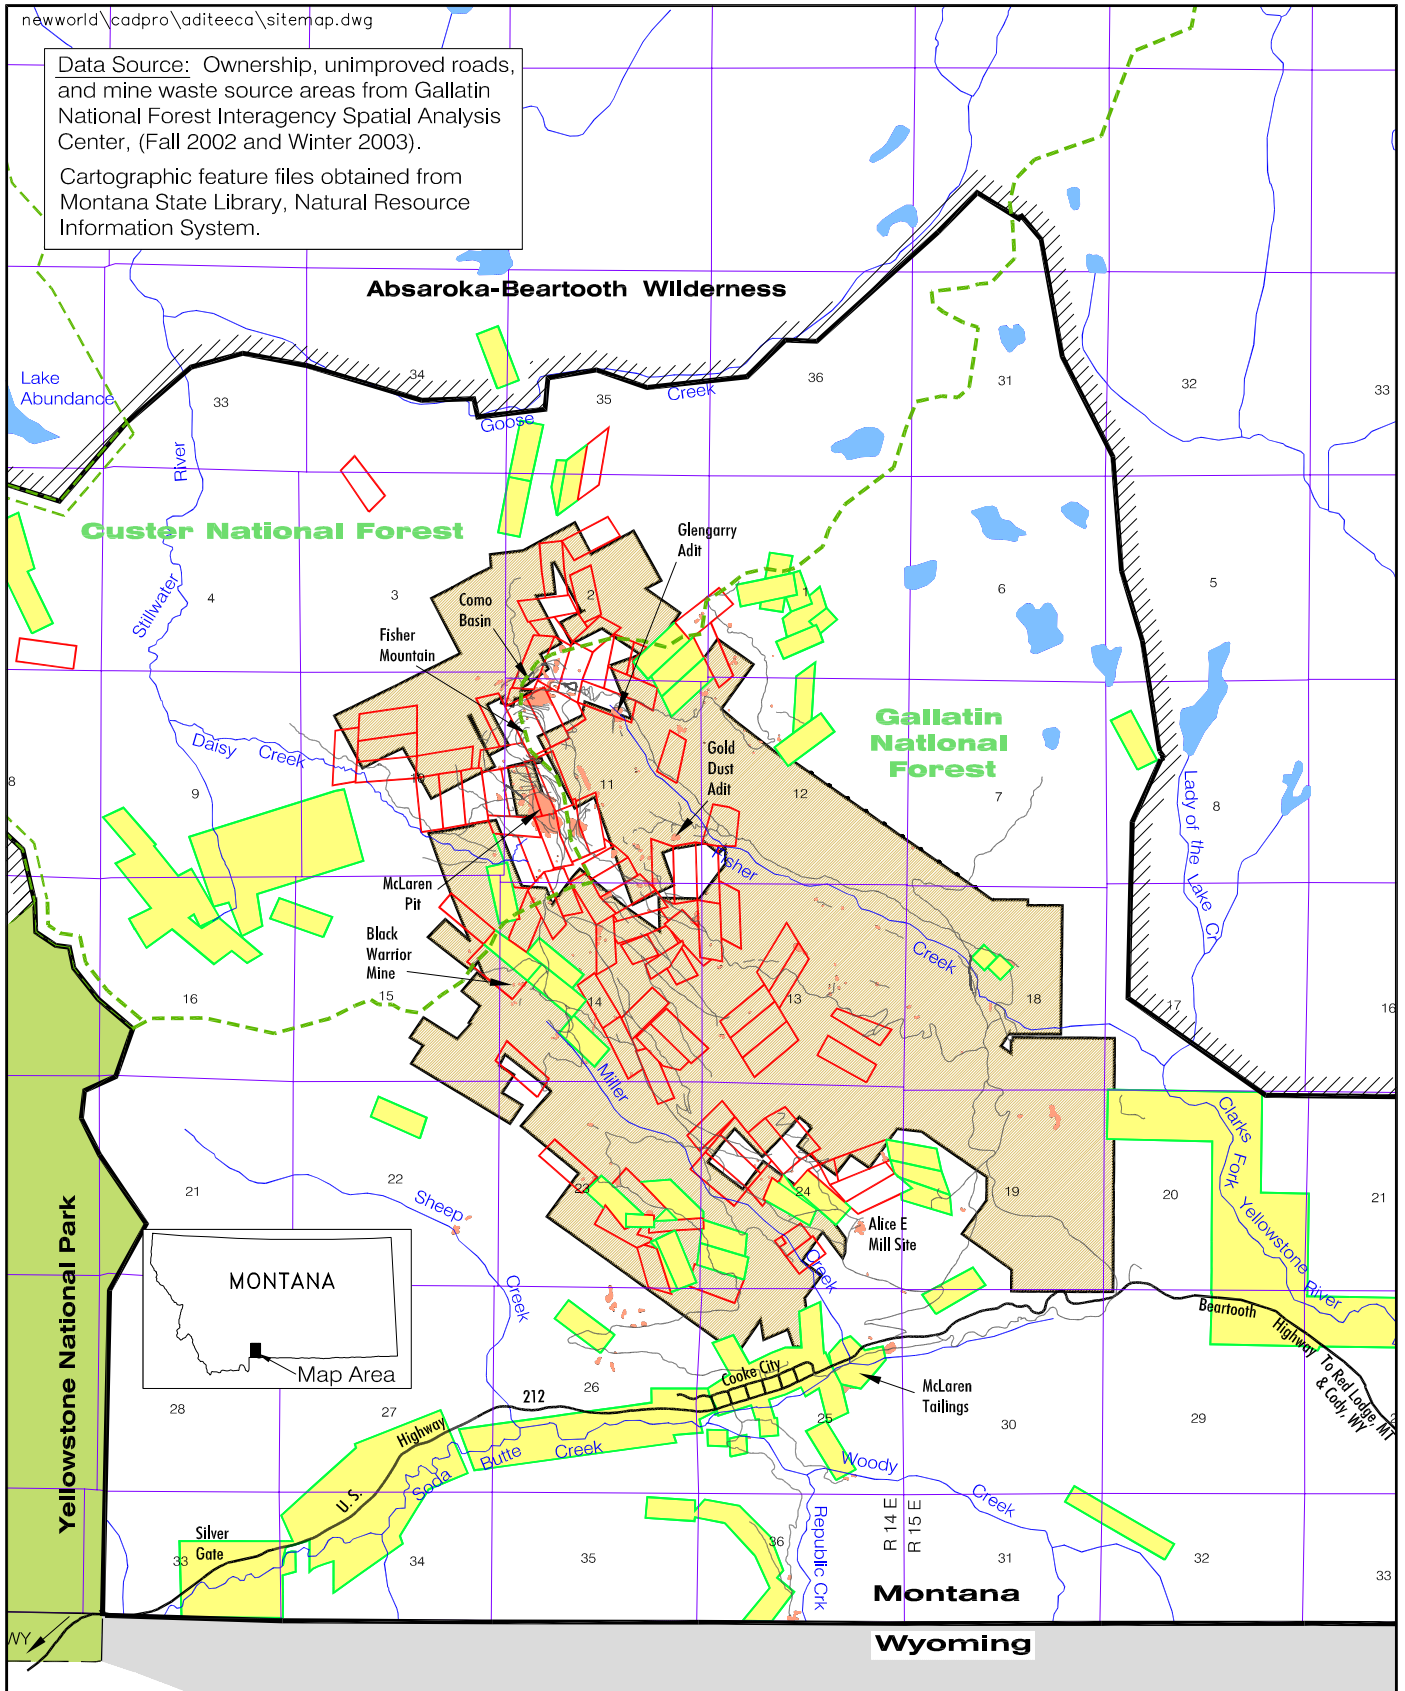 newworld\cadpro\aditeeca\sitemap.dwg
Data Source: Ownership, unimproved roads,
and mine waste source areas from Gallatin
National Forest Interagency Spatial Analysis
Center, (Fall 2002 and Winter 2003).
Cartographic feature files obtained from
Montana State Library, Natural Resource
Information System.
Absaroka-Beartooth Wilderness
Lake
Abundance
33
34
35
36
31
32
33
Goose
Creek
River
Stillwater
Custer National Forest
Glengarry
Adit
Como
Basin
Fisher
Mountain
4
3
2
1
6
5
Gallatin
National
Forest
Daisy Creek
Gold
Dust
Adit
8
9
10
11
12
7
8
Lady of the Lake Cr
Fisher
Creek
McLaren
Pit
Black
Warrior
Mine
16
15
14
13
18
17
16
Miller
Creek
Clarks
Fork
Yellowstone
River
21
22
23
24
19
20
21
Sheep
Creek
Alice E
Mill Site
Yellowstone National Park
MONTANA
Map Area
Beartooth
Highway
To Red Lodge, MT
& Cody, WY
Cooke City
McLaren
Tailings
212
28
27
26
25
30
29
U.S.
Highway
Soda
Butte
Creek
Woody
Creek
Republic Crk
R 14 E
R 15 E
Silver
Gate
33
34
35
36
31
32
33
Montana
Wyoming
WY